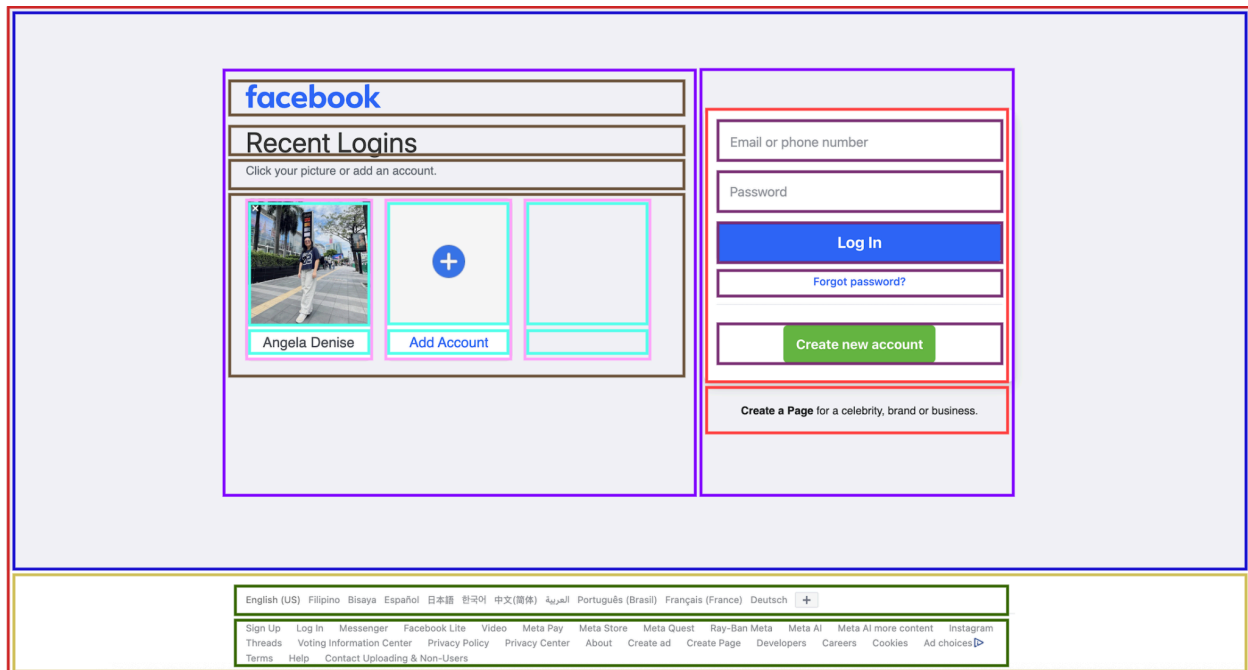 facebook
Recent Logins
Click your picture or add an account.
Angela Denise
Add Account
Email or phone number
Password
Log In
Forgot password?
Create new account
Create a Page for a celebrity, brand or business.
English (US) Filipino Bisaya Español 日本語 한국어 中文(简体) العربية Português (Brasil) Français (France) Deutsch +
Sign Up Log In Messenger Facebook Lite Video Meta Pay Meta Store Meta Quest Ray-Ban Meta Meta AI Meta AI more content Instagram
Threads Voting Information Center Privacy Policy Privacy Center About Create ad Create Page Developers Careers Cookies Ad choices
Terms Help Contact Uploading & Non-Users